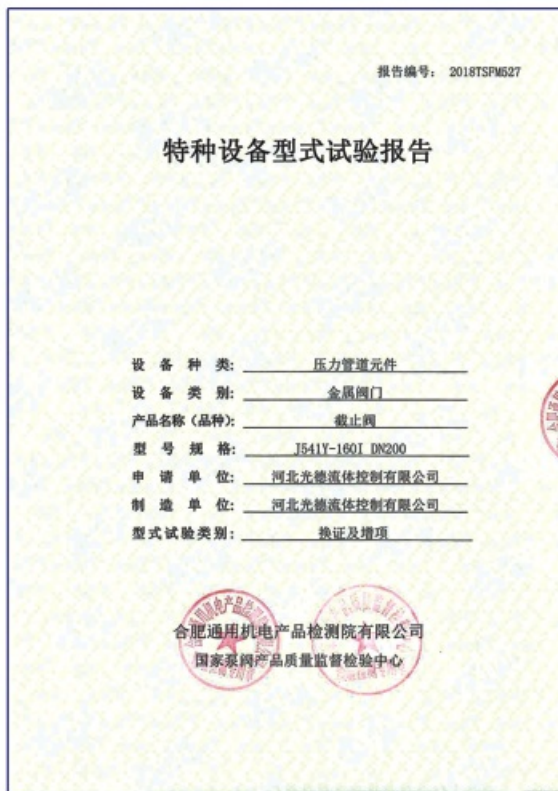 报告编号: 2018TSFM527
特种设备型式试验报告
设备种类: 压力管道元件
设备类别: 金属阀门
产品名称(品种): 截止阀
型号规格: J541Y-160I DN200
申请单位: 河北光德流体控制有限公司
制造单位: 河北光德流体控制有限公司
型式试验类别: 换证及增项
合肥通用机电产品检测院有限公司
国家泵阀产品质量监督检验中心